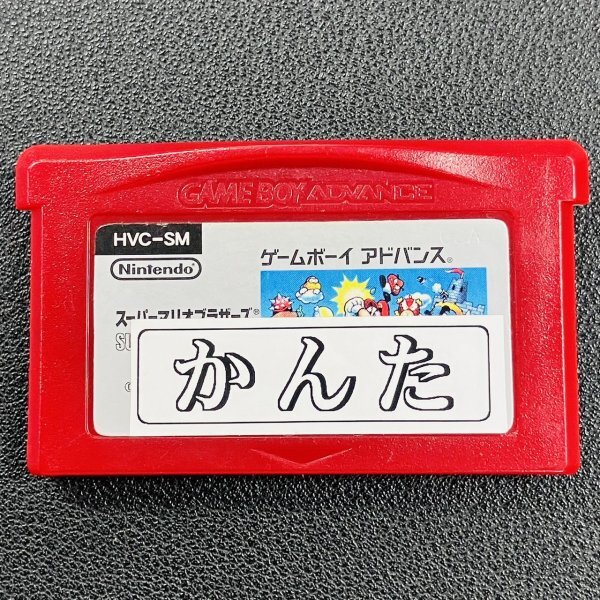 GAME BOY ADVANCE
HVC-SM
ゲームボーイ アドバンス®
Nintendo
スーパーマリオブラザーズ®
かんた